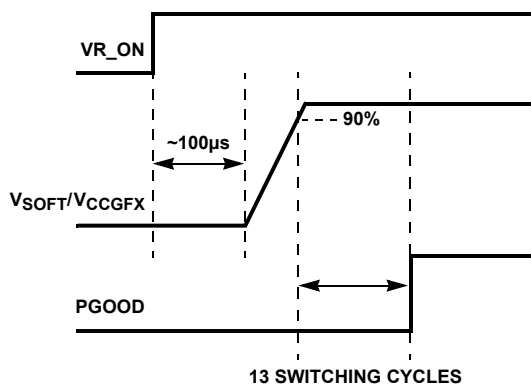 VR_ON
90%
~100µs
VSOFT/VCCGFX
PGOOD
13 SWITCHING CYCLES